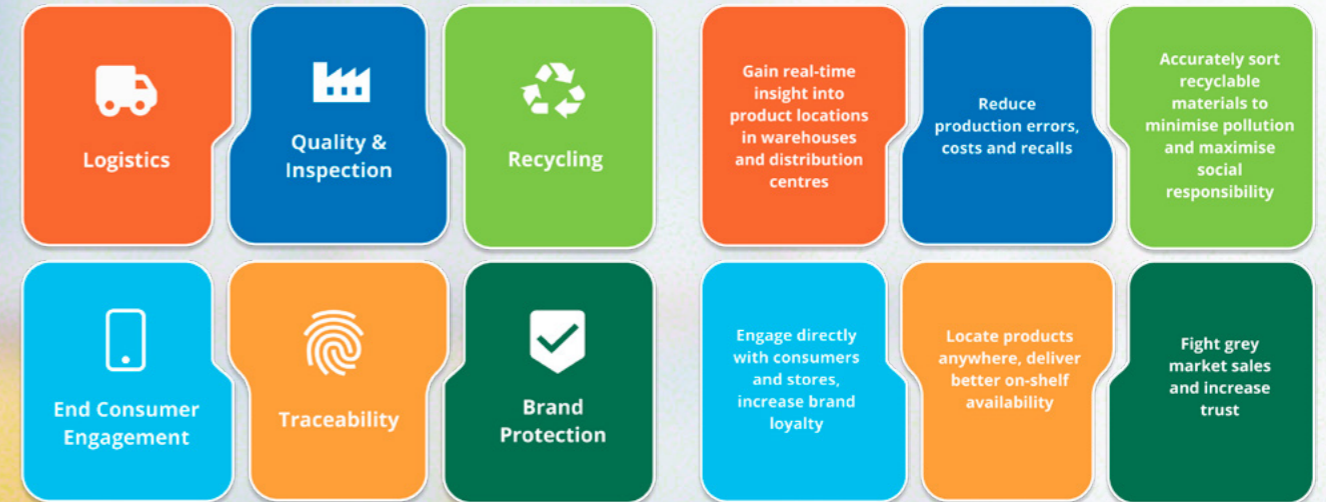 Logistics
Quality &
Inspection
Recycling
Gain real-time
insight into
product locations
in warehouses
and distribution
centres
Reduce
production errors,
costs and recalls
Accurately sort
recyclable
materials to
minimise pollution
and maximise
social
responsibility
End Consumer
Engagement
Traceability
Brand
Protection
Engage directly
with consumers
and stores,
increase brand
loyalty
Locate products
anywhere, deliver
better on-shelf
availability
Fight grey
market sales
and increase
trust